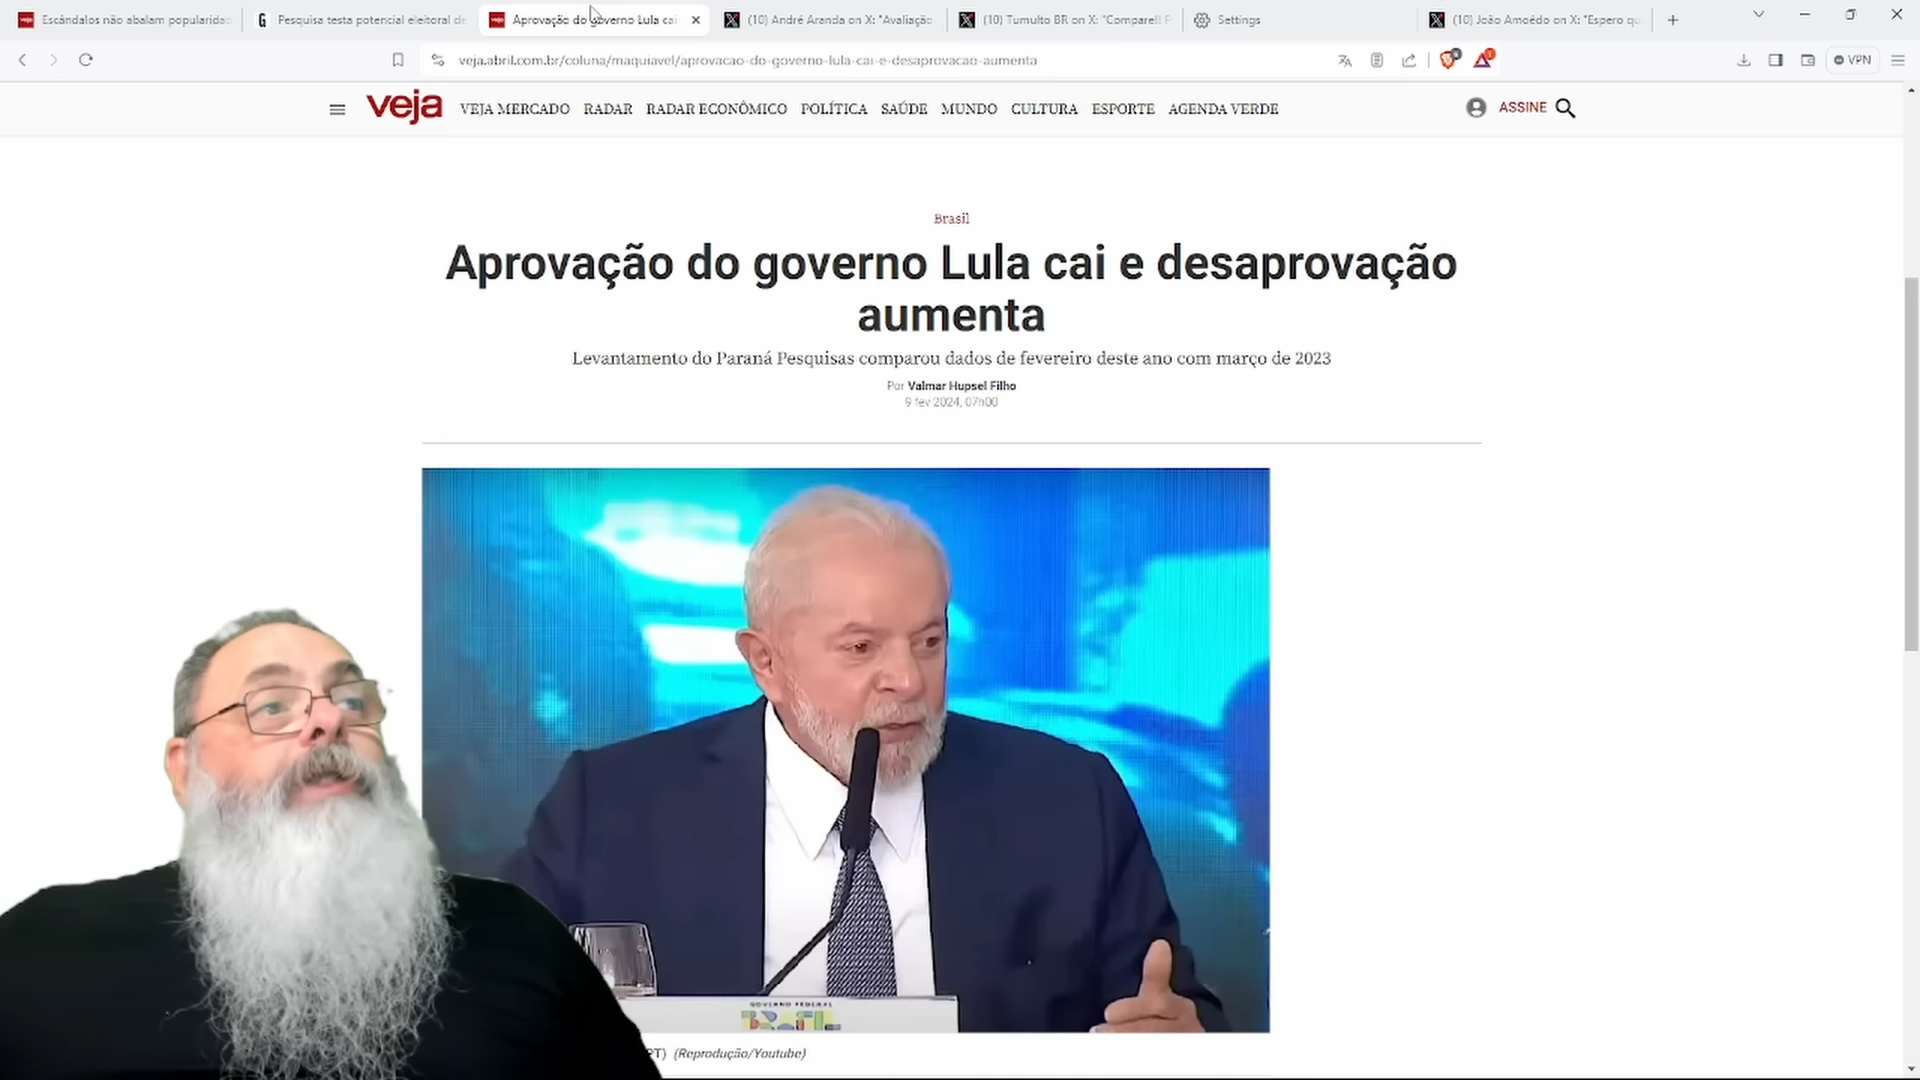 Escândalos não abalam popularidad
Pesquisa testa potencial eleitoral de
Aprovação do governo Lula cai
(10) André Aranda on X: "Avaliação
(10) Tumulto BR on X: "Compare!! P
Settings
(10) João Amoêdo on X: "Espero qu
veja.abril.com.br/coluna/maquiavel/aprovacao-do-governo-lula-cai-e-desaprovacao-aumenta
VPN
veja
VEJA MERCADO RADAR RADAR ECONÔMICO POLÍTICA SAÚDE MUNDO CULTURA ESPORTE AGENDA VERDE
ASSINE
Brasil
Aprovação do governo Lula cai e desaprovação
aumenta
Levantamento do Paraná Pesquisas comparou dados de fevereiro deste ano com março de 2023
Por Valmar Hupsel Filho
9 fev 2024, 07h00
GOVERNO FEDERAL
BRASIL
PT) (Reprodução/Youtube)